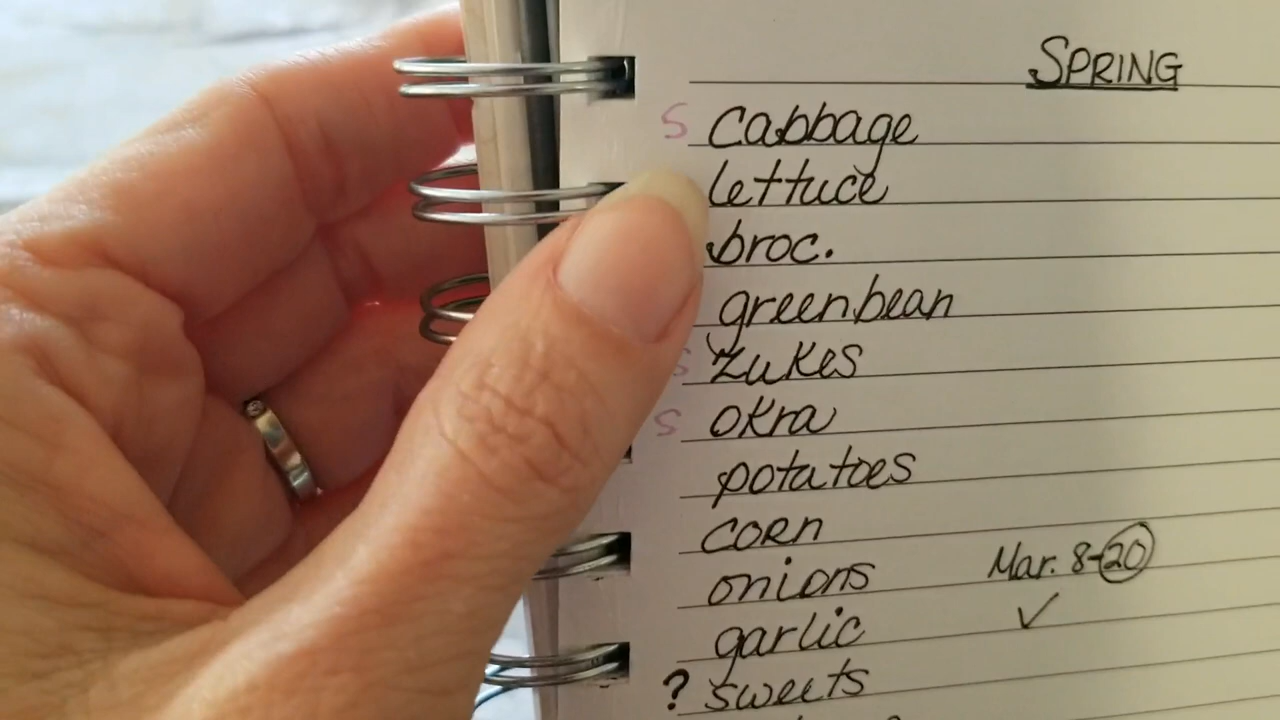 SPRING
S cabbage
lettuce
broc.
greenbean
S zukes
S okra
potatoes
corn
onions Mar. 8-20
garlic ✓
? sweets